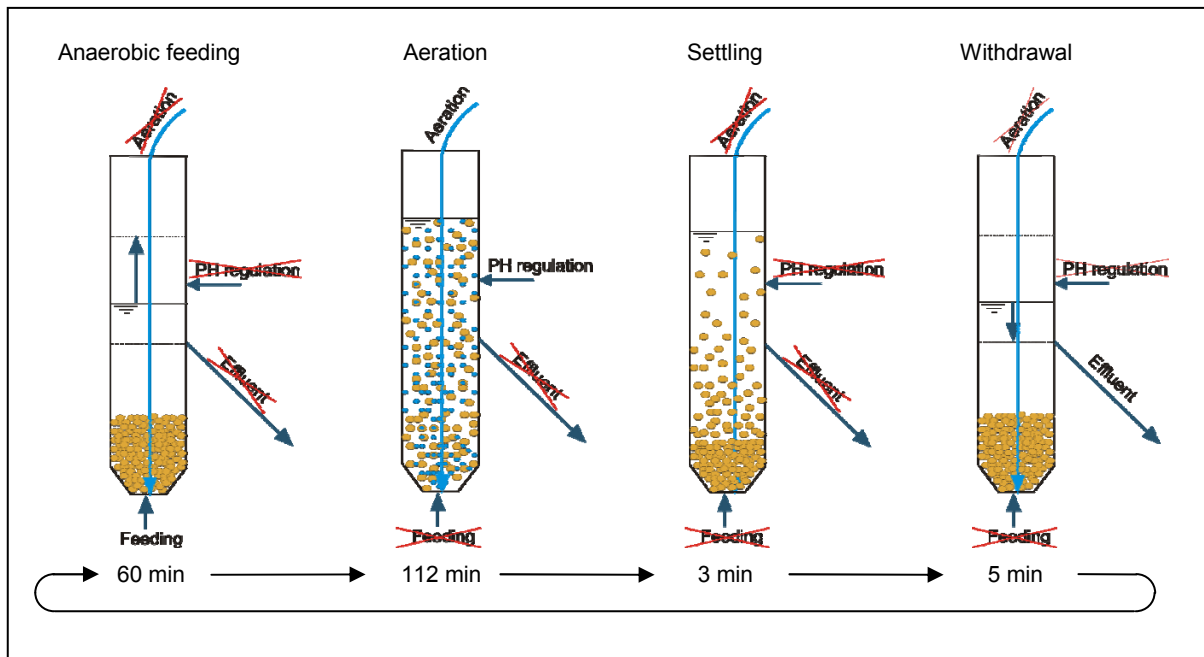 Anaerobic feeding
Aeration
Settling
Withdrawal
Aeration
Aeration
Aeration
Aeration
PH regulation
PH regulation
PH regulation
PH regulation
Effluent
Effluent
Effluent
Effluent
Feeding
Feeding
Feeding
Feeding
60 min
112 min
3 min
5 min